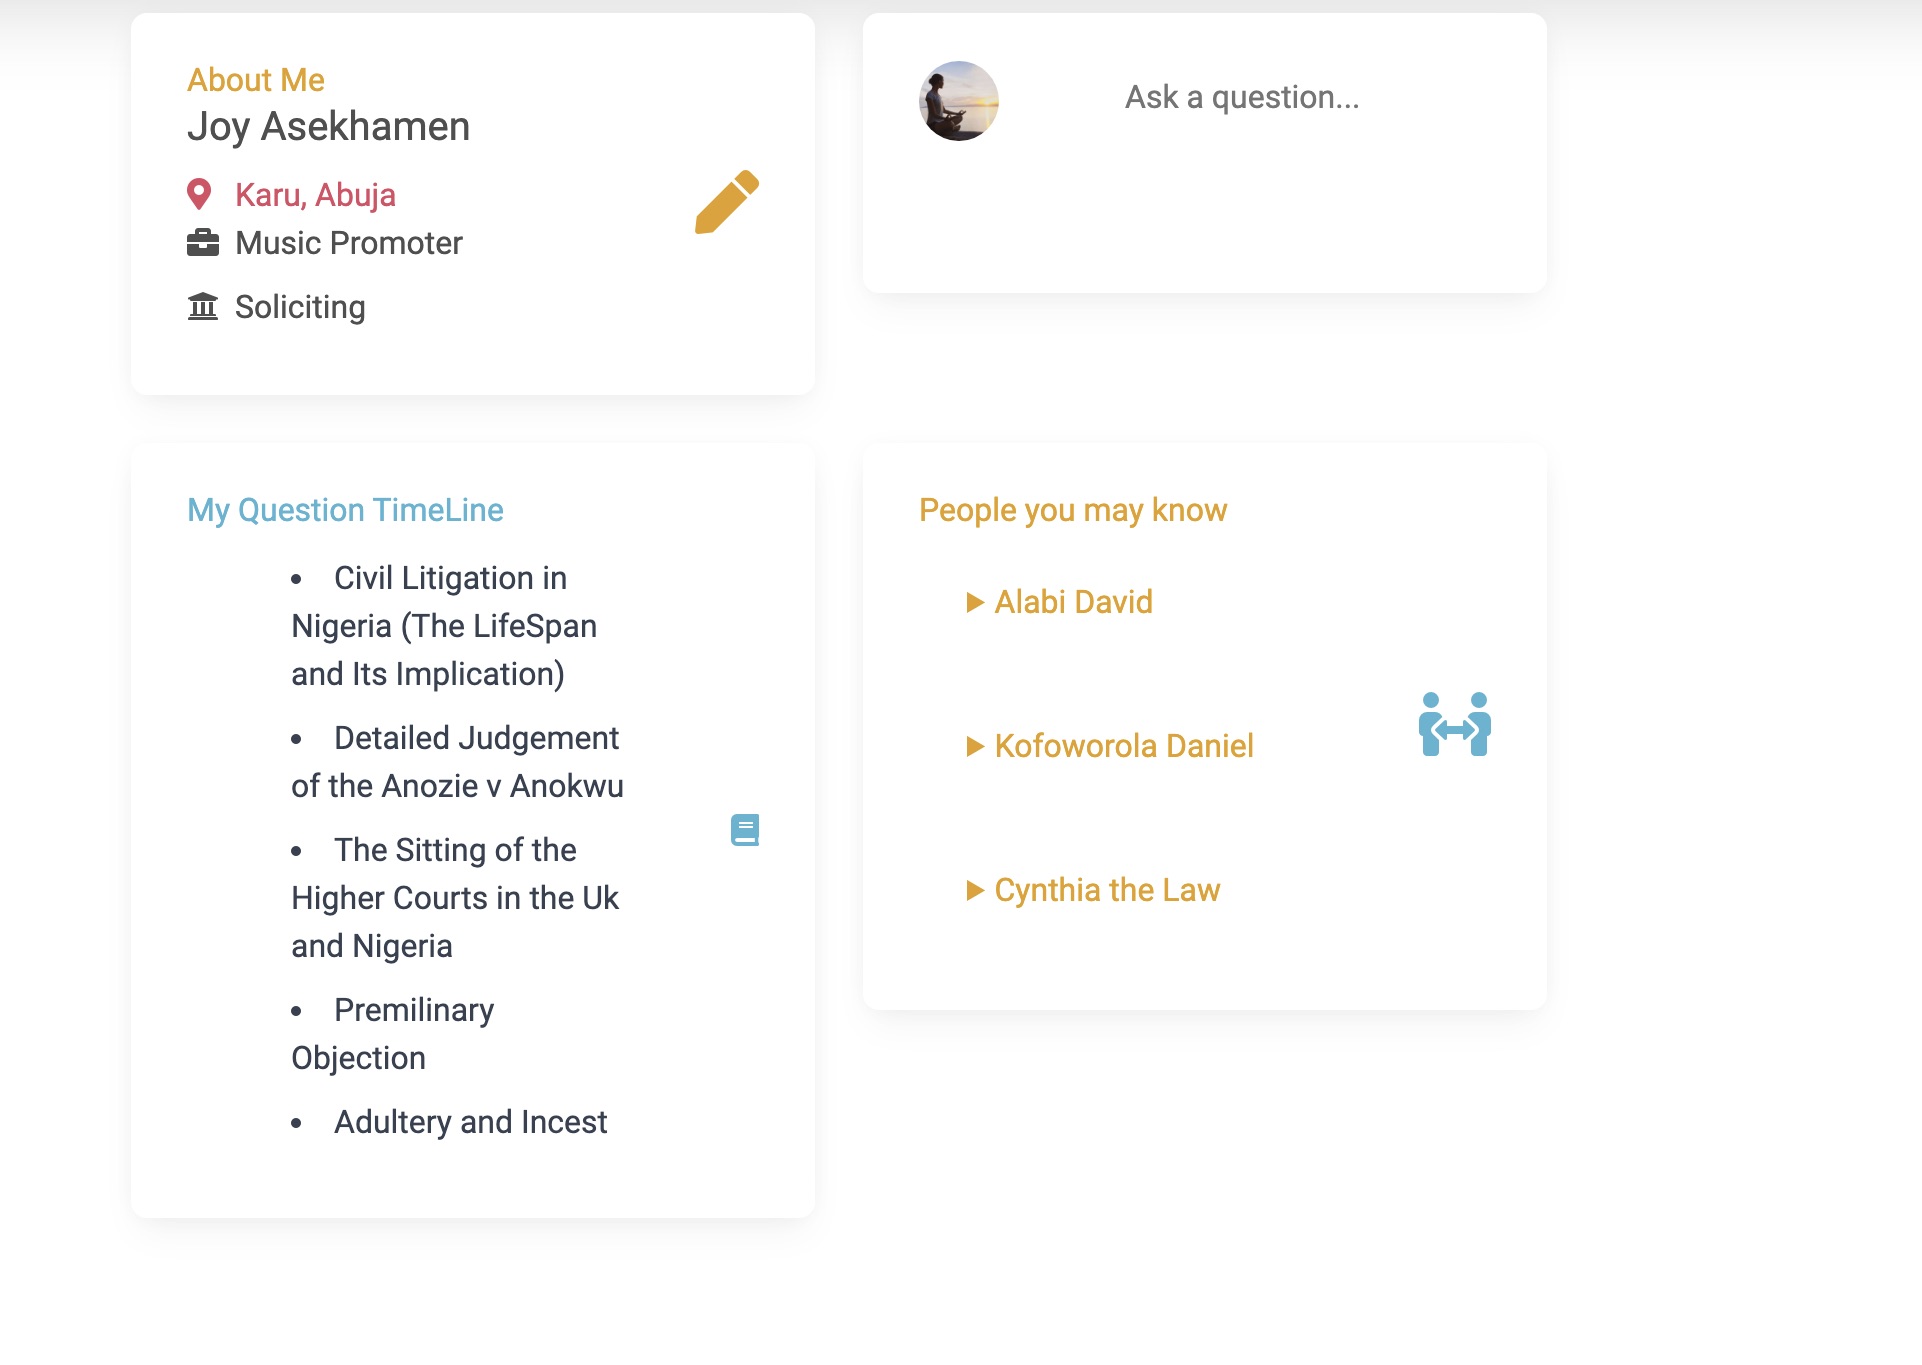 About Me
Joy Asekhamen
Karu, Abuja
Music Promoter
Soliciting
Ask a question...
My Question TimeLine
• Civil Litigation in
Nigeria (The LifeSpan
and Its Implication)
• Detailed Judgement
of the Anozie v Anokwu
• The Sitting of the
Higher Courts in the Uk
and Nigeria
• Premilinary
Objection
• Adultery and Incest
People you may know
Alabi David
Kofoworola Daniel
Cynthia the Law